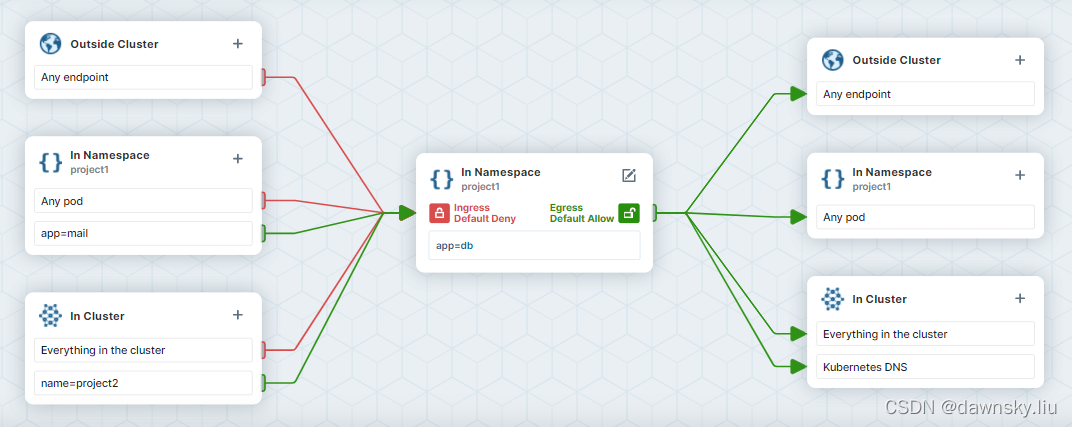 Outside Cluster
Any endpoint
In Namespace
project1
Any pod
app=mail
In Cluster
Everything in the cluster
name=project2
In Namespace
project1
Ingress
Default Deny
Egress
Default Allow
app=db
Outside Cluster
Any endpoint
In Namespace
project1
Any pod
In Cluster
Everything in the cluster
Kubernetes DNS
CSDN @dawnsky.liu